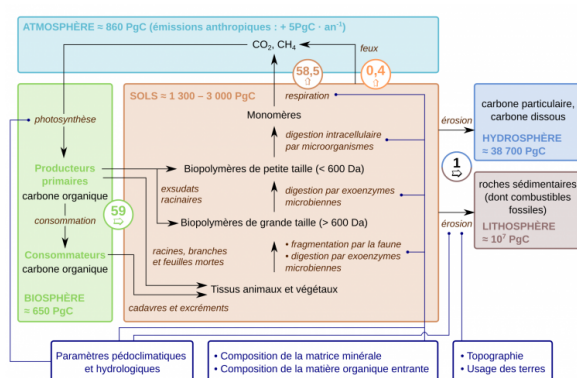 ATMOSPHÈRE ≈ 860 PgC (émissions anthropiques : + 5PgC · an⁻¹)
CO₂, CH₄
feux
58,5
⇧
0,4
⇧
SOLS ≈ 1 300 – 3 000 PgC
respiration
Monomères
photosynthèse
digestion intracellulaire
par microorganismes
Producteurs
primaires
carbone organique
Biopolymères de petite taille (< 600 Da)
exsudats
racinaires
digestion par exoenzymes
microbiennes
consommation
59
⇨
Biopolymères de grande taille (> 600 Da)
Consommateurs
carbone organique
racines, branches
et feuilles mortes
• fragmentation par la faune
• digestion par exoenzymes
microbiennes
Tissus animaux et végétaux
cadavres et excréments
BIOSPHÈRE
≈ 650 PgC
érosion
1
⇨
érosion
carbone particulaire,
carbone dissous
HYDROSPHÈRE
≈ 38 700 PgC
roches sédimentaires
(dont combustibles
fossiles)
LITHOSPHÈRE
≈ 10⁷ PgC
Paramètres pédoclimatiques
et hydrologiques
• Composition de la matrice minérale
• Composition de la matière organique entrante
• Topographie
• Usage des terres